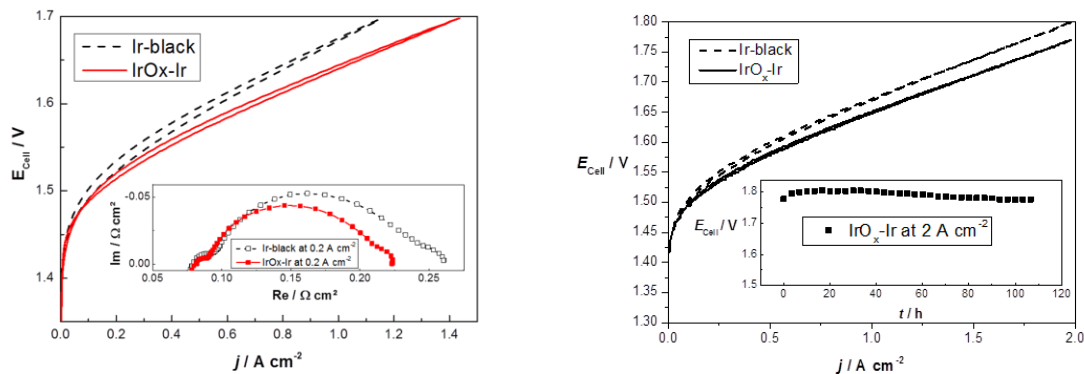 1.7
1.6
1.5
1.4
E_Cell / V
Ir-black
IrOx-Ir
-0.05
0.00
Im / Ω cm²
Ir-black at 0.2 A cm⁻²
IrOx-Ir at 0.2 A cm⁻²
0.05 0.10 0.15 0.20 0.25
Re / Ω cm²
0.0 0.2 0.4 0.6 0.8 1.0 1.2 1.4
j / A cm⁻²
1.80
1.75
1.70
1.65
1.60
1.55
1.50
1.45
1.40
1.35
1.30
E_Cell / V
Ir-black
IrOₓ-Ir
1.8
1.7
1.6
1.5
E_Cell / V
IrOₓ-Ir at 2 A cm⁻²
0 20 40 60 80 100 120
t / h
0.0 0.5 1.0 1.5 2.0
j / A cm⁻²